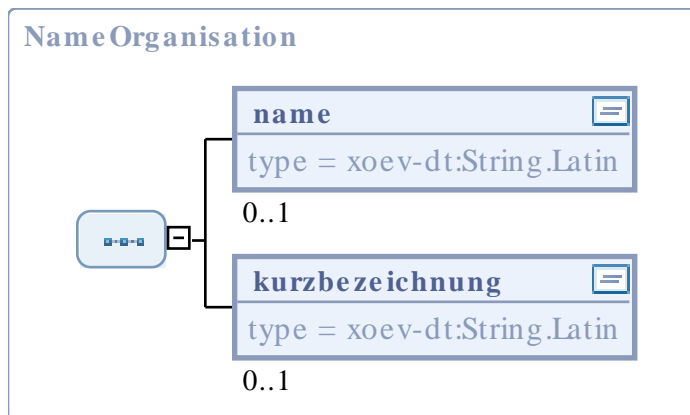 NameOrganisation
name
type = xoev-dt:String.Latin
0..1
kurzbezeichnung
type = xoev-dt:String.Latin
0..1